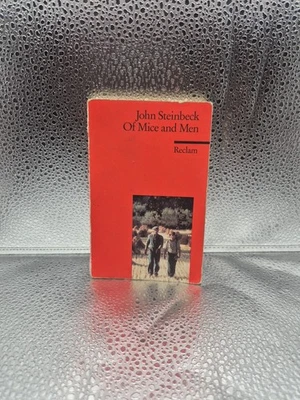 John Steinbeck
Of Mice and Men
Reclam